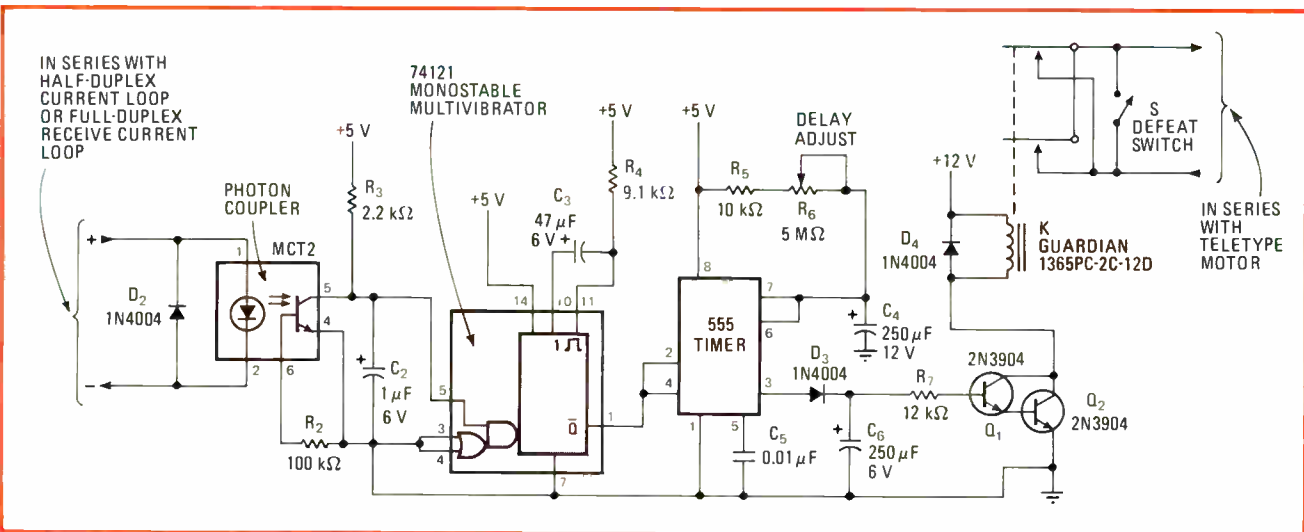 IN SERIES WITH
HALF-DUPLEX
CURRENT LOOP
OR FULL-DUPLEX
RECEIVE CURRENT
LOOP
+
−
D2
1N4004
PHOTON
COUPLER
MCT2
1
2
5
4
6
+5 V
R3
2.2 kΩ
+
C2
1 µF
6 V
R2
100 kΩ
74121
MONOSTABLE
MULTIVIBRATOR
+5 V
C3
47 µF
6 V +
+5 V
R4
9.1 kΩ
14
10
11
1
5
3
4
Q̅
1
7
+5 V
R5
10 kΩ
DELAY
ADJUST
R6
5 MΩ
8
555
TIMER
7
6
2
4
3
1
5
+
C4
250 µF
12 V
C5
0.01 µF
D3
1N4004
+
C6
250 µF
6 V
R7
12 kΩ
2N3904
Q1
Q2
2N3904
+12 V
D4
1N4004
K
GUARDIAN
1365PC-2C-12D
S
DEFEAT
SWITCH
IN SERIES
WITH
TELETYPE
MOTOR